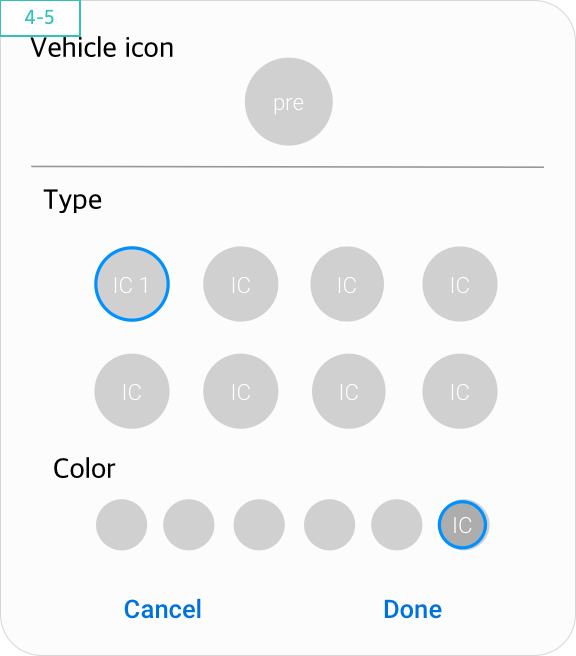 4-5
Vehicle icon
pre
Type
IC 1 IC IC IC
IC IC IC IC
Color
IC
Cancel Done